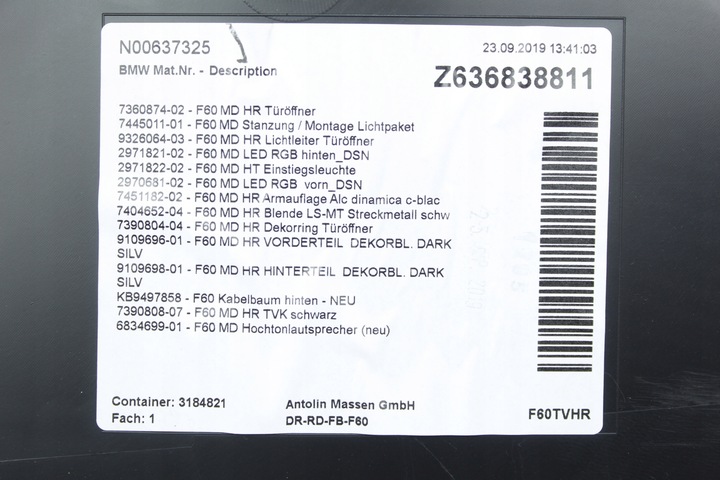 N00637325
23.09.2019 13:41:03
BMW Mat.Nr. - Description
Z636838811
7360874-02 - F60 MD HR Türöffner
7445011-01 - F60 MD Stanzung / Montage Lichtpaket
9326064-03 - F60 MD HR Lichtleiter Türöffner
2971821-02 - F60 MD LED RGB hinten_DSN
2971822-02 - F60 MD HT Einstiegsleuchte
2970681-02 - F60 MD LED RGB vorn_DSN
7451182-02 - F60 MD HR Armauflage Alc dinamica c-blac
7404652-04 - F60 MD HR Blende LS-MT Streckmetall schw
7390804-04 - F60 MD HR Dekorring Türöffner
9109696-01 - F60 MD HR VORDERTEIL DEKORBL. DARK
SILV
9109698-01 - F60 MD HR HINTERTEIL DEKORBL. DARK
SILV
KB9497858 - F60 Kabelbaum hinten - NEU
7390808-07 - F60 MD HR TVK schwarz
6834699-01 - F60 MD Hochtonlautsprecher (neu)
Container: 3184821
Antolin Massen GmbH
Fach: 1
DR-RD-FB-F60
F60TVHR